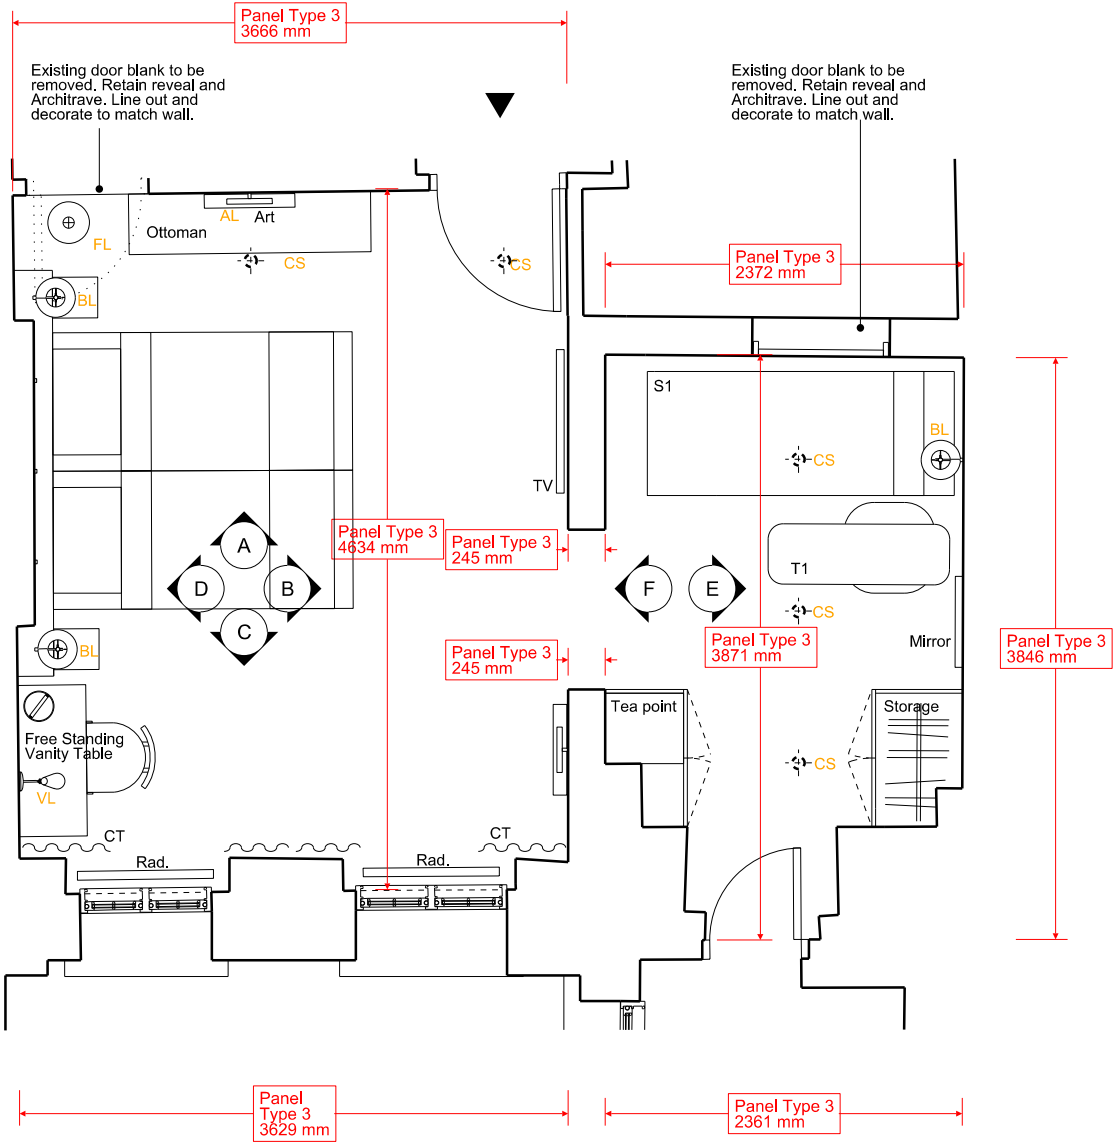 Panel Type 3
3666 mm
Existing door blank to be
removed. Retain reveal and
Architrave. Line out and
decorate to match wall.
Existing door blank to be
removed. Retain reveal and
Architrave. Line out and
decorate to match wall.
AL
Art
Ottoman
FL
CS
CS
Panel Type 3
2372 mm
BL
S1
BL
CS
TV
Panel Type 3
4634 mm
Panel Type 3
245 mm
A
D
B
C
F
E
T1
CS
Panel Type 3
3871 mm
Mirror
Panel Type 3
3846 mm
BL
Panel Type 3
245 mm
Tea point
Storage
Free Standing
Vanity Table
VL
CS
CT
CT
Rad.
Rad.
Panel
Type 3
3629 mm
Panel Type 3
2361 mm